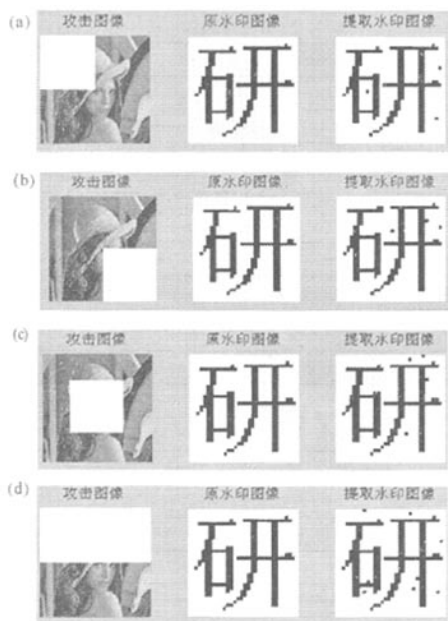 (a) 攻击图像 原水印图像 提取水印图像
研 研
(b) 攻击图像 原水印图像 提取水印图像
研 研
(c) 攻击图像 原水印图像 提取水印图像
研 研
(d) 攻击图像 原水印图像 提取水印图像
研 研